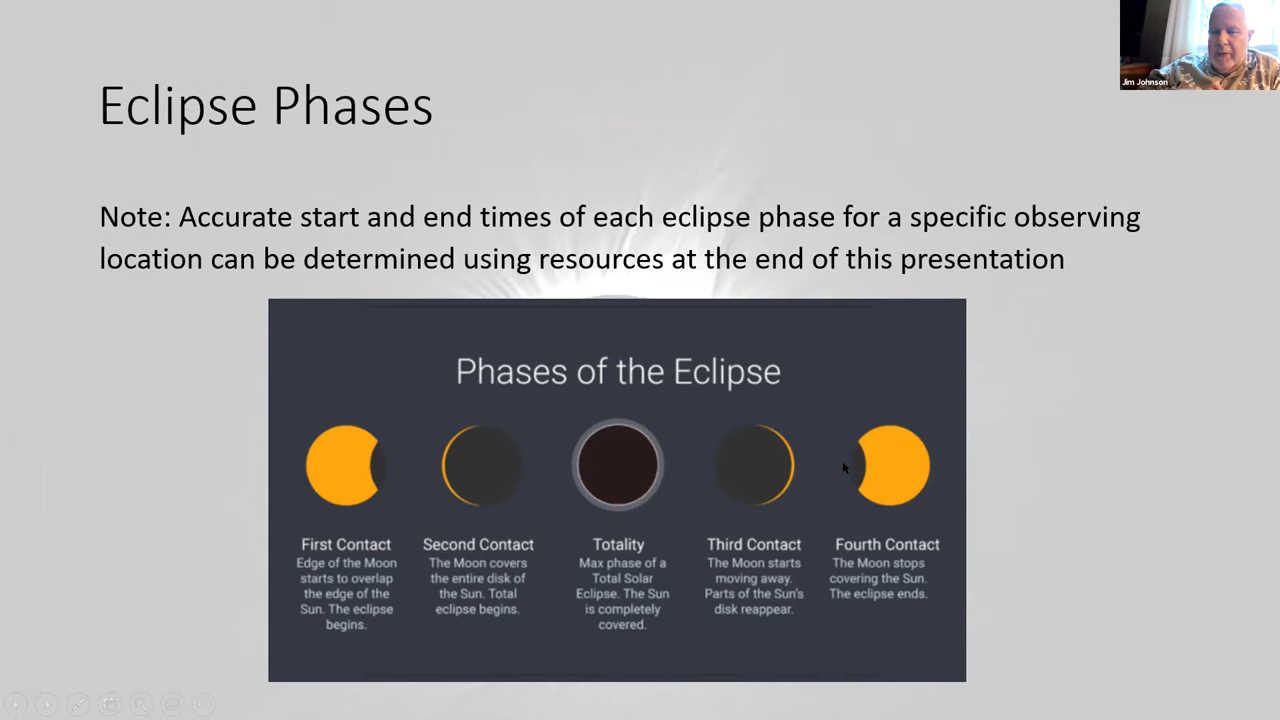 Jim Johnson
Eclipse Phases
Note: Accurate start and end times of each eclipse phase for a specific observing
location can be determined using resources at the end of this presentation
Phases of the Eclipse
First Contact
Edge of the Moon
starts to overlap
the edge of the
Sun. The eclipse
begins.
Second Contact
The Moon covers
the entire disk of
the Sun. Total
eclipse begins.
Totality
Max phase of a
Total Solar
Eclipse. The Sun
is completely
covered.
Third Contact
The Moon starts
moving away.
Parts of the Sun's
disk reappear.
Fourth Contact
The Moon stops
covering the Sun.
The eclipse ends.